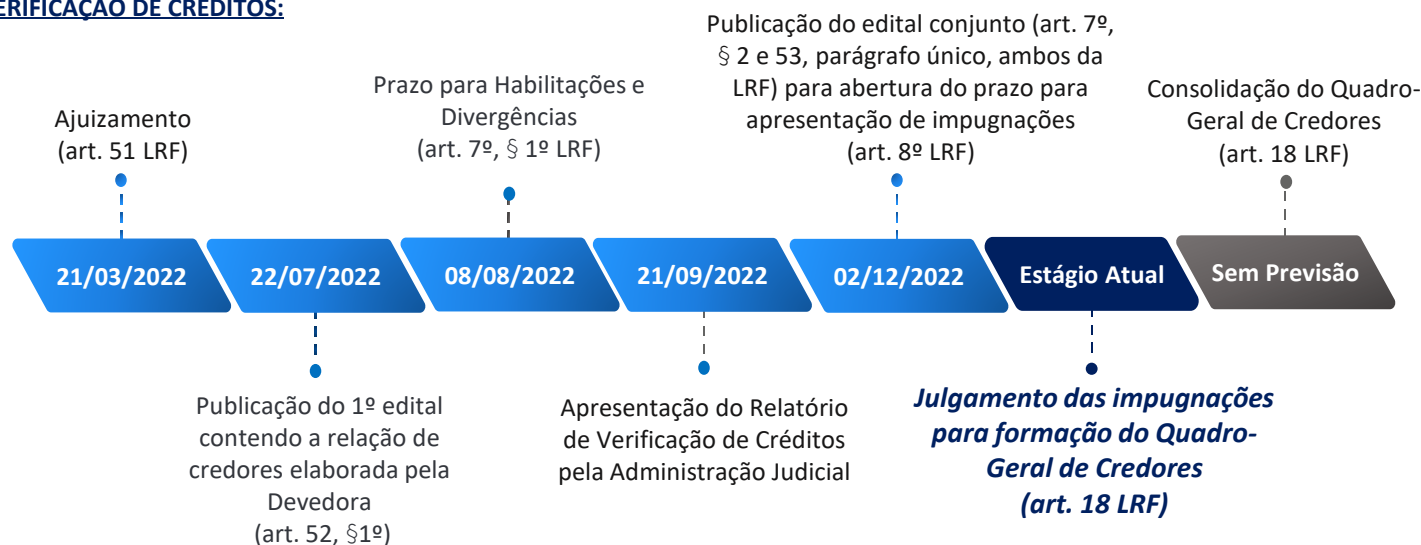 ERIFICAÇÃO DE CRÉDITOS:
Ajuizamento
(art. 51 LRF)
Prazo para Habilitações e
Divergências
(art. 7º, § 1º LRF)
Publicação do edital conjunto (art. 7º,
§ 2 e 53, parágrafo único, ambos da
LRF) para abertura do prazo para
apresentação de impugnações
(art. 8º LRF)
Consolidação do Quadro-
Geral de Credores
(art. 18 LRF)
21/03/2022
22/07/2022
08/08/2022
21/09/2022
02/12/2022
Estágio Atual
Sem Previsão
Publicação do 1º edital
contendo a relação de
credores elaborada pela
Devedora
(art. 52, §1º)
Apresentação do Relatório
de Verificação de Créditos
pela Administração Judicial
Julgamento das impugnações
para formação do Quadro-
Geral de Credores
(art. 18 LRF)